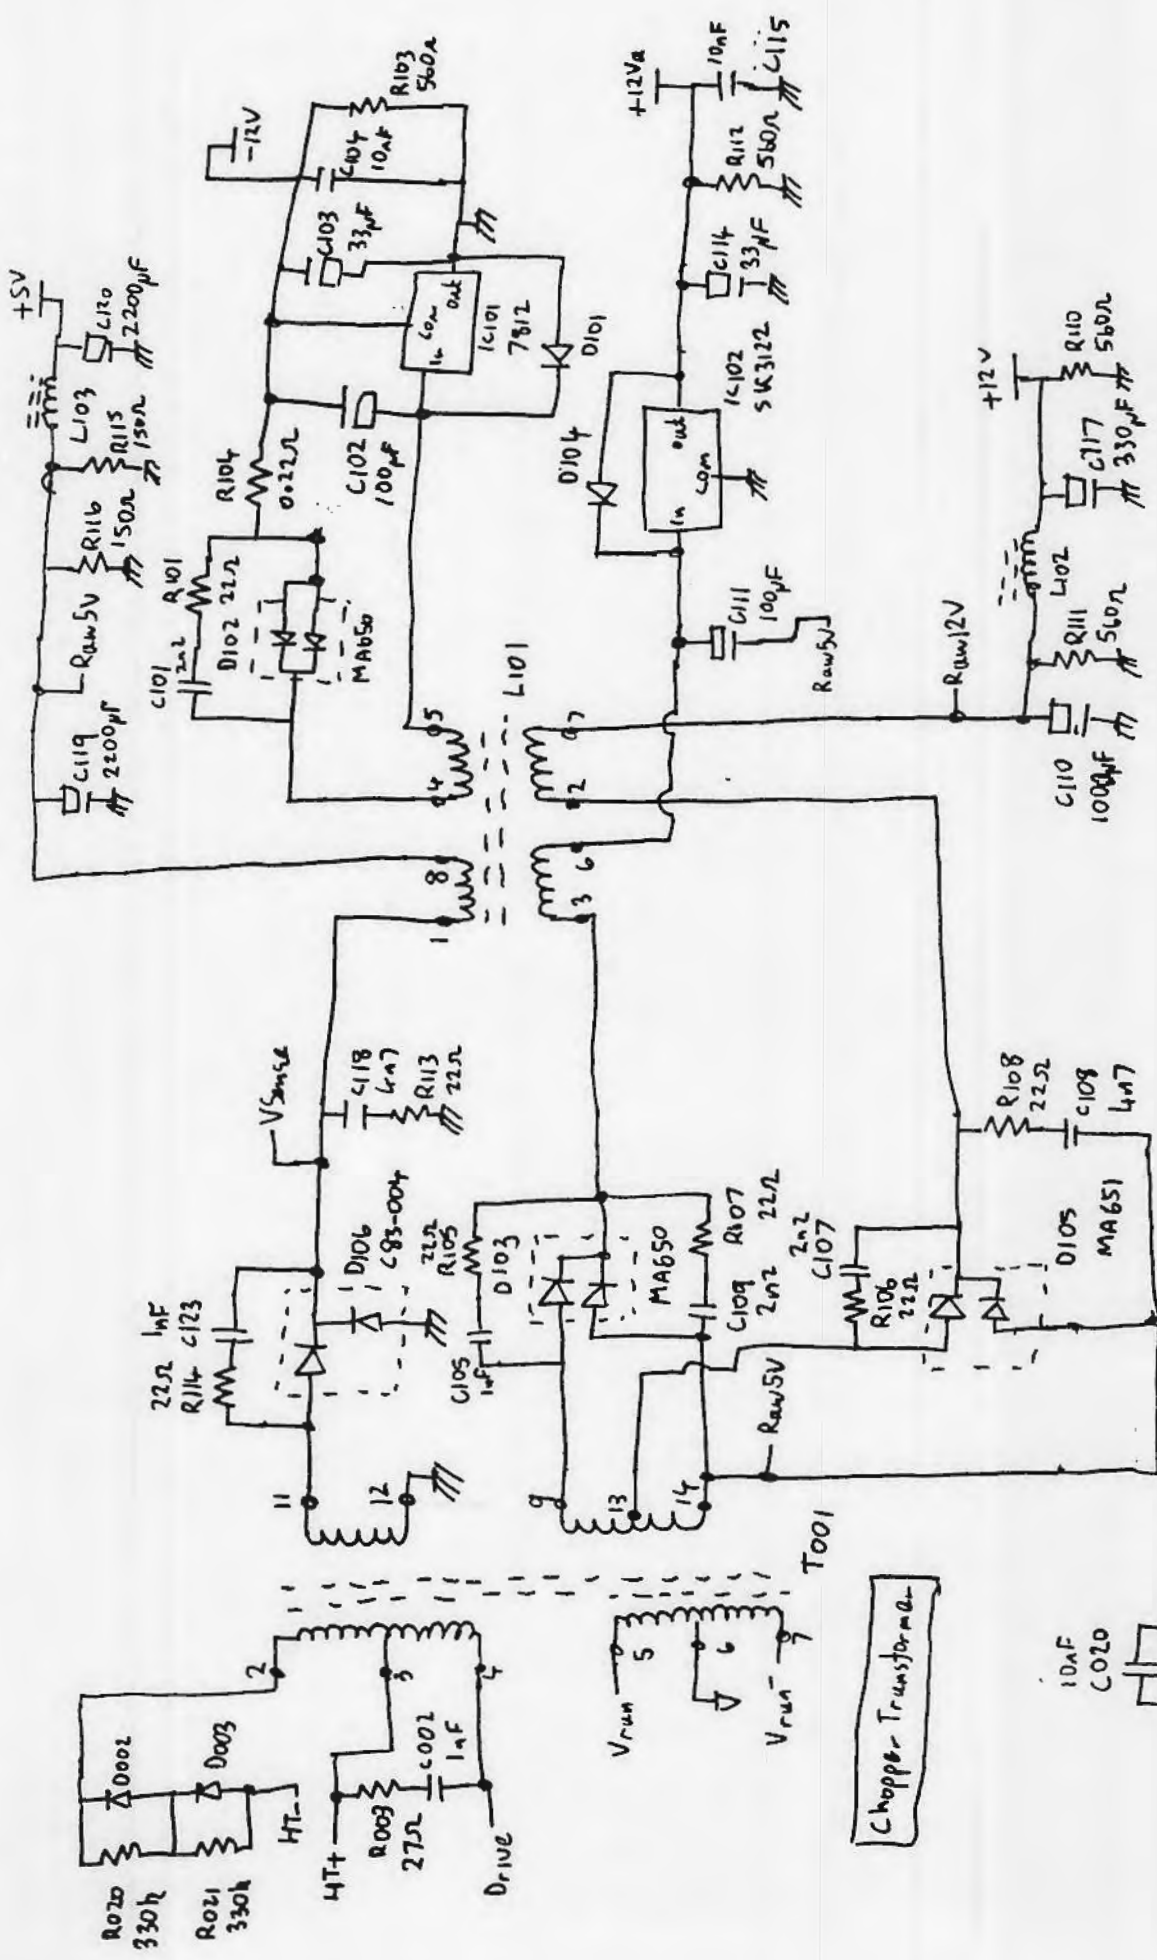 +5V
C120
2200µF
L103
R115
150Ω
R116
150Ω
Raw5V
C119
2200µF
-12V
R103
560Ω
C104
10nF
C103
33µF
In
Com
Out
IC101
7812
D101
R104
0.22Ω
C102
100µF
R101
22Ω
C101
2n2
D102
MA650
4
5
8
1
L101
3
6
2
7
+12VA
10nF
C115
R112
560Ω
C114
33µF
D104
In
Com
Out
IC102
SK3122
C111
100µF
Raw5V
+12V
R110
560Ω
C117
330µF
L102
R111
560Ω
Raw12V
C110
1000µF
VSense
C118
4n7
R113
22Ω
1nF
C123
22Ω
R114
D106
C83-004
22Ω
R105
D103
C105
1nF
MA650
R107
22Ω
C109
2n2
2n2
C107
R106
22Ω
D105
MA651
R108
22Ω
C108
4n7
Raw5V
11
12
9
13
14
T001
2
3
4
5
6
7
D002
D003
R020
330k
R021
330k
HT-
HT+
R003
27Ω
C002
1nF
Drive
Vrun
Vrun-
Chopper Transformer
10nF
C020